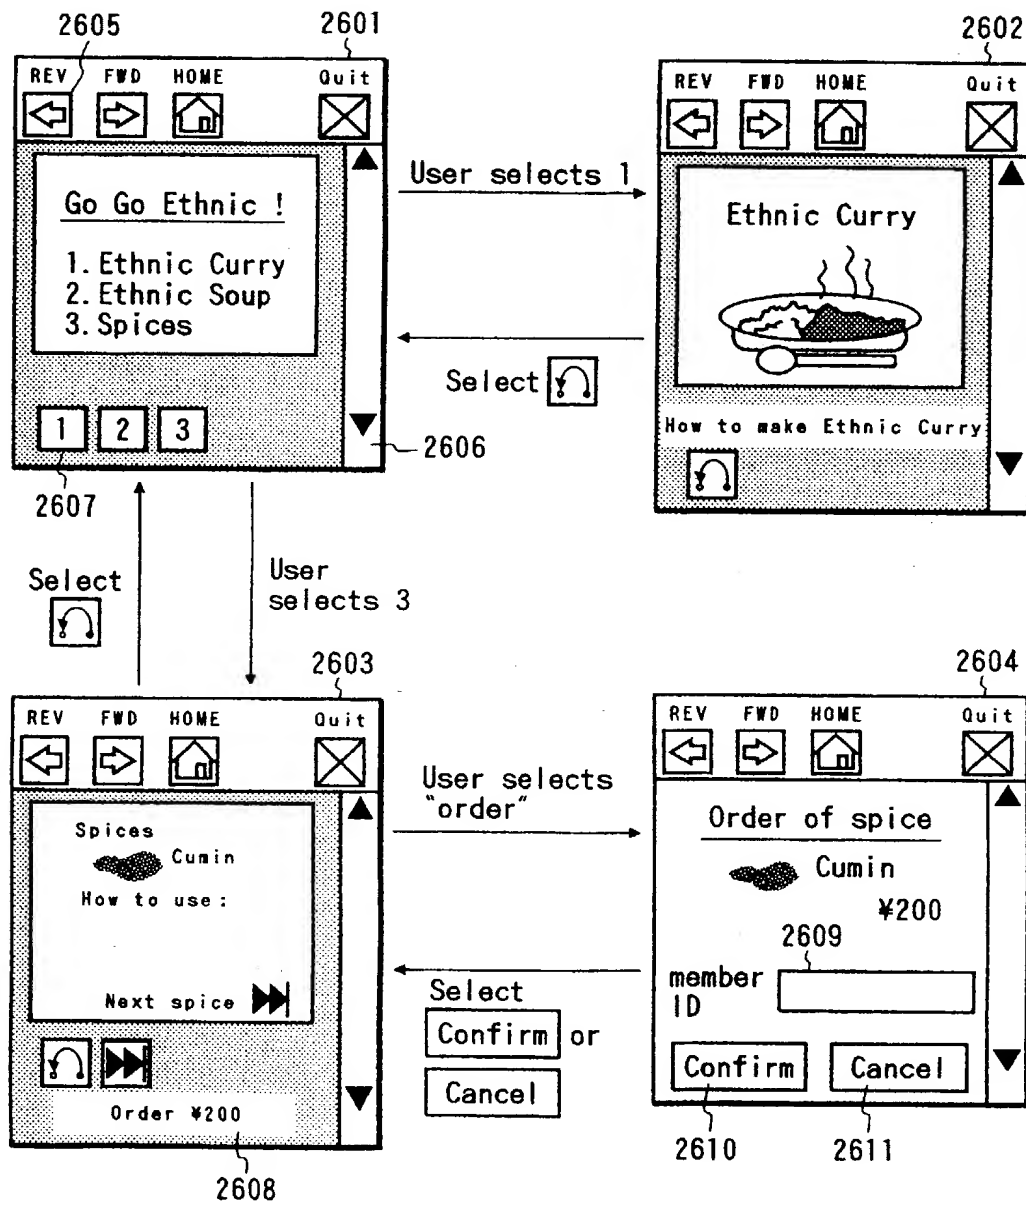 2605
2601
2602
REV FWD HOME Quit
REV FWD HOME Quit
Go Go Ethnic !
1. Ethnic Curry
2. Ethnic Soup
3. Spices
1 2 3
2606
2607
User selects 1
Select
Ethnic Curry
How to make Ethnic Curry
Select
User
selects 3
2603
2604
REV FWD HOME Quit
REV FWD HOME Quit
Spices
Cumin
How to use :
Next spice
Order ¥200
2608
User selects
"order"
Select
Confirm or
Cancel
Order of spice
Cumin
¥200
2609
member
ID
Confirm Cancel
2610
2611